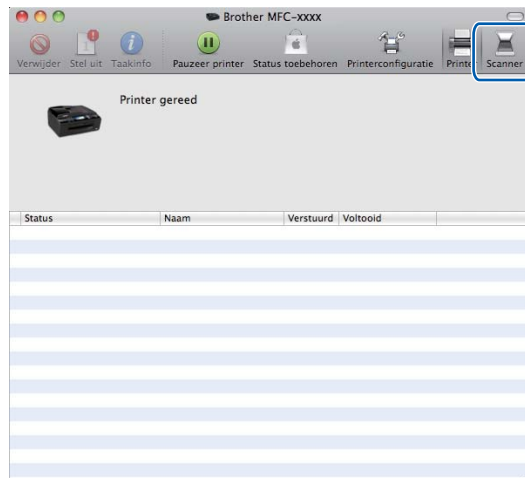 Brother MFC-xxxx
Verwijder Stel uit Taakinfo Pauzeer printer Status toebehoren Printerconfiguratie Printer Scanner
Printer gereed
Status Naam Verstuurd Voltooid